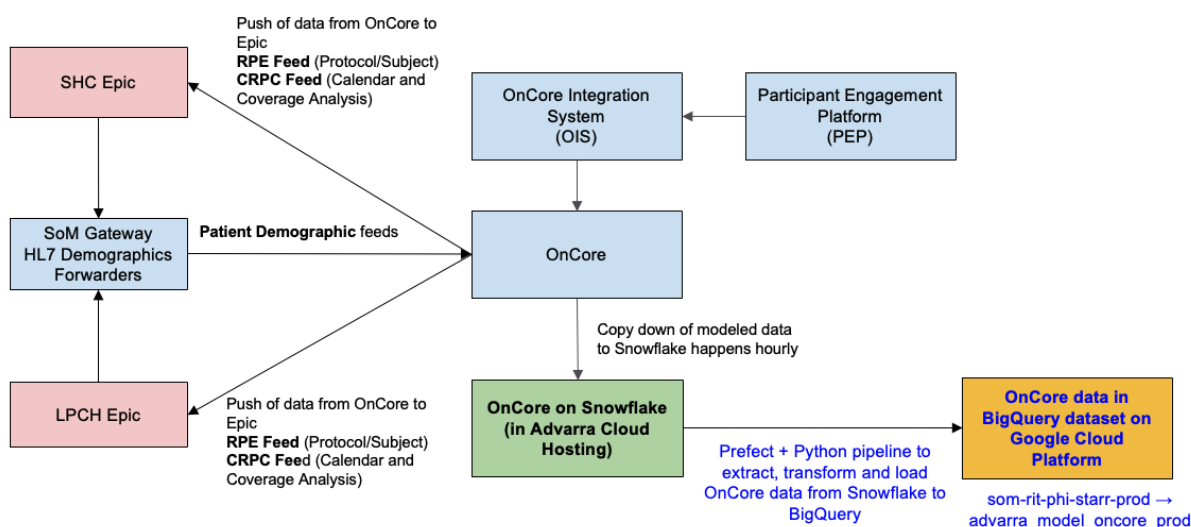 Push of data from OnCore to
Epic
RPE Feed (Protocol/Subject)
CRPC Feed (Calendar and
Coverage Analysis)
SHC Epic
OnCore Integration
System
(OIS)
Participant Engagement
Platform
(PEP)
SoM Gateway
HL7 Demographics
Forwarders
Patient Demographic feeds
OnCore
Copy down of modeled data
to Snowflake happens hourly
LPCH Epic
Push of data from OnCore to
Epic
RPE Feed (Protocol/Subject)
CRPC Feed (Calendar and
Coverage Analysis)
OnCore on Snowflake
(in Advarra Cloud
Hosting)
Prefect + Python pipeline to
extract, transform and load
OnCore data from Snowflake to
BigQuery
OnCore data in
BigQuery dataset on
Google Cloud
Platform
som-rit-phi-starr-prod →
advarra_model_oncore_prod